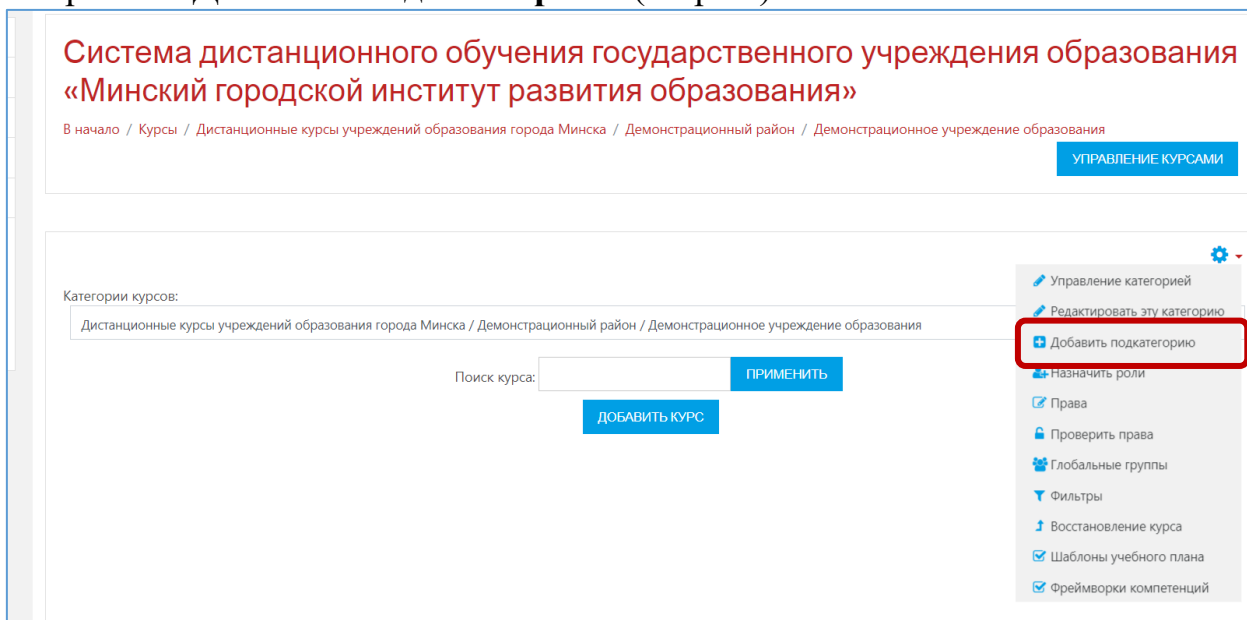 Система дистанционного обучения государственного учреждения образования
«Минский городской институт развития образования»
В начало / Курсы / Дистанционные курсы учреждений образования города Минска / Демонстрационный район / Демонстрационное учреждение образования
УПРАВЛЕНИЕ КУРСАМИ
Категории курсов:
Дистанционные курсы учреждений образования города Минска / Демонстрационный район / Демонстрационное учреждение образования
Поиск курса:
ПРИМЕНИТЬ
ДОБАВИТЬ КУРС
Управление категорией
Редактировать эту категорию
Добавить подкатегорию
Назначить роли
Права
Проверить права
Глобальные группы
Фильтры
Восстановление курса
Шаблоны учебного плана
Фреймворки компетенций